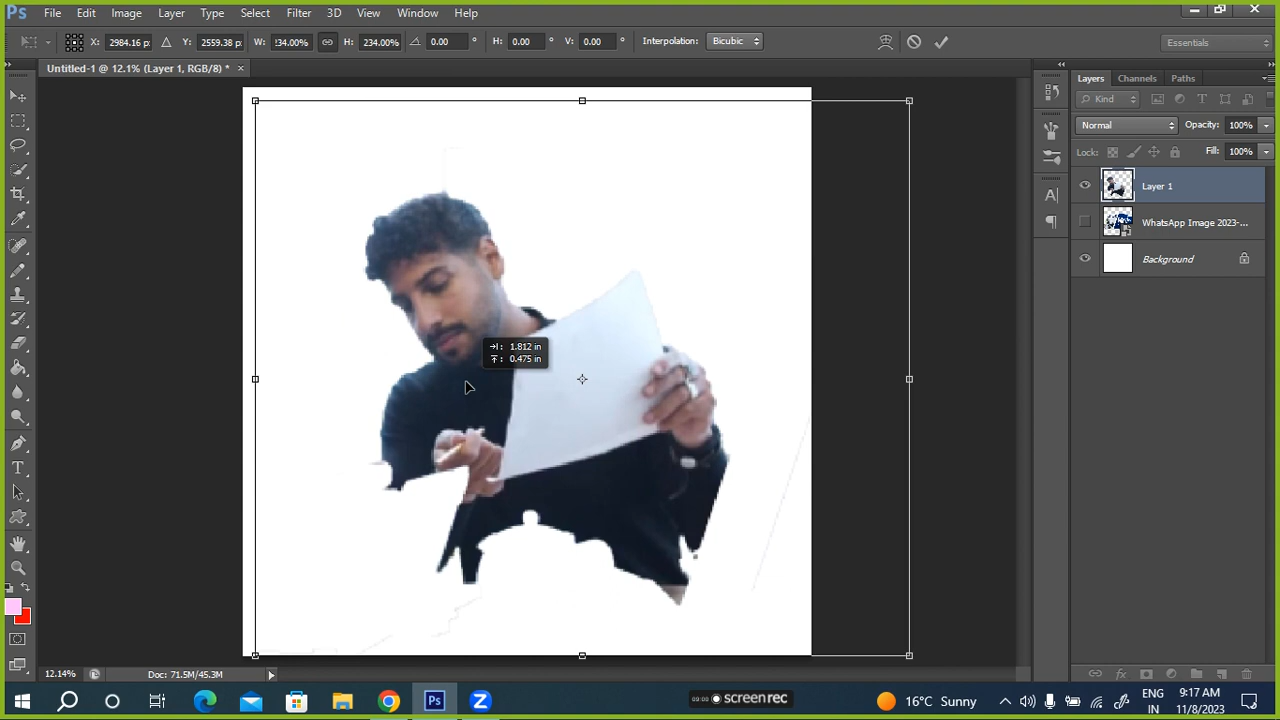 Ps File Edit Image Layer Type Select Filter 3D View Window Help
X: 2984.16 p: Y: 2559.38 p: W: !34.00% H: 234.00% 0.00 ° H: 0.00 ° V: 0.00 ° Interpolation: Bicubic Essentials
Untitled-1 @ 12.1% (Layer 1, RGB/8) * ×
Layers Channels Paths
Kind
Normal Opacity: 100%
Lock: Fill: 100%
Layer 1
WhatsApp Image 2023-...
Background
→I: 1.812 in
0.475 in
12.14% Doc: 71.5M/45.3M
screenrec
16°C Sunny
ENG
IN
9:17 AM
11/8/2023